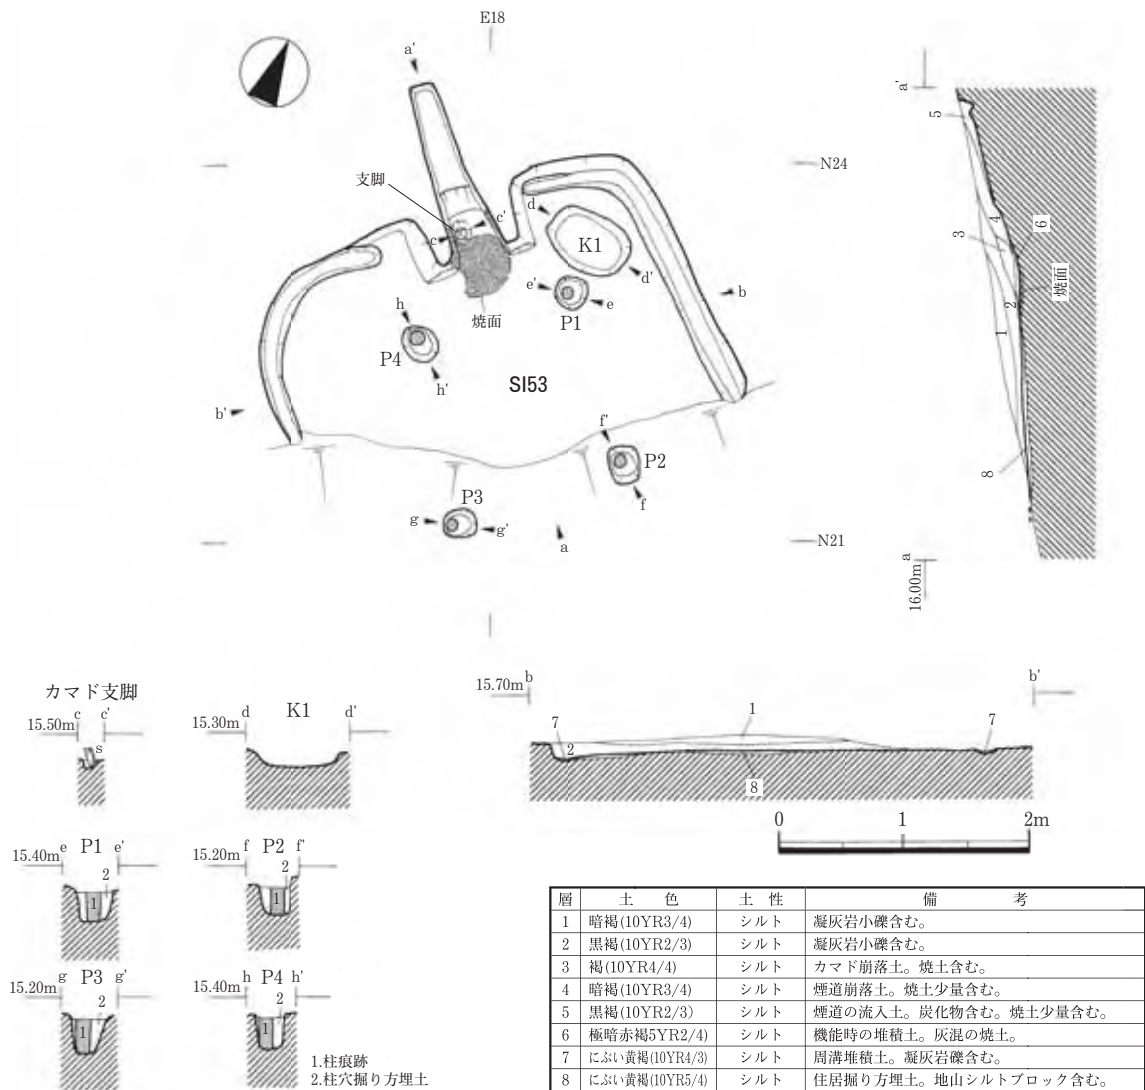 E18
a'
a'
N24
支脚
c'
c
d
K1
d'
e'
e
P1
b
焼面
h
P4
h'
SI53
b'
f'
P2
f
P3
g
g'
a
N21
5
4
3
6
焼面
2
1
8
a
16.00m
カマド支脚
15.50m
c
c'
s
K1
15.30m
d
d'
15.70m
b
b'
7
2
1
7
8
0
1
2m
P1
15.40m
e
e'
2
1
P2
15.20m
f
f'
2
1
P3
15.20m
g
g'
2
1
P4
15.40m
h
h'
2
1
1.柱痕跡
2.柱穴掘り方埋土
層 土 色 土 性 備 考
1 暗褐(10YR3/4) シルト 凝灰岩小礫含む。
2 黒褐(10YR2/3) シルト 凝灰岩小礫含む。
3 褐(10YR4/4) シルト カマド崩落土。焼土含む。
4 暗褐(10YR3/4) シルト 煙道崩落土。焼土少量含む。
5 黒褐(10YR2/3) シルト 煙道の流入土。炭化物含む。焼土少量含む。
6 極暗赤褐5YR2/4) シルト 機能時の堆積土。灰混の焼土。
7 にぶい黄褐(10YR4/3) シルト 周溝堆積土。凝灰岩礫含む。
8 にぶい黄褐(10YR5/4) シルト 住居掘り方埋土。地山シルトブロック含む。